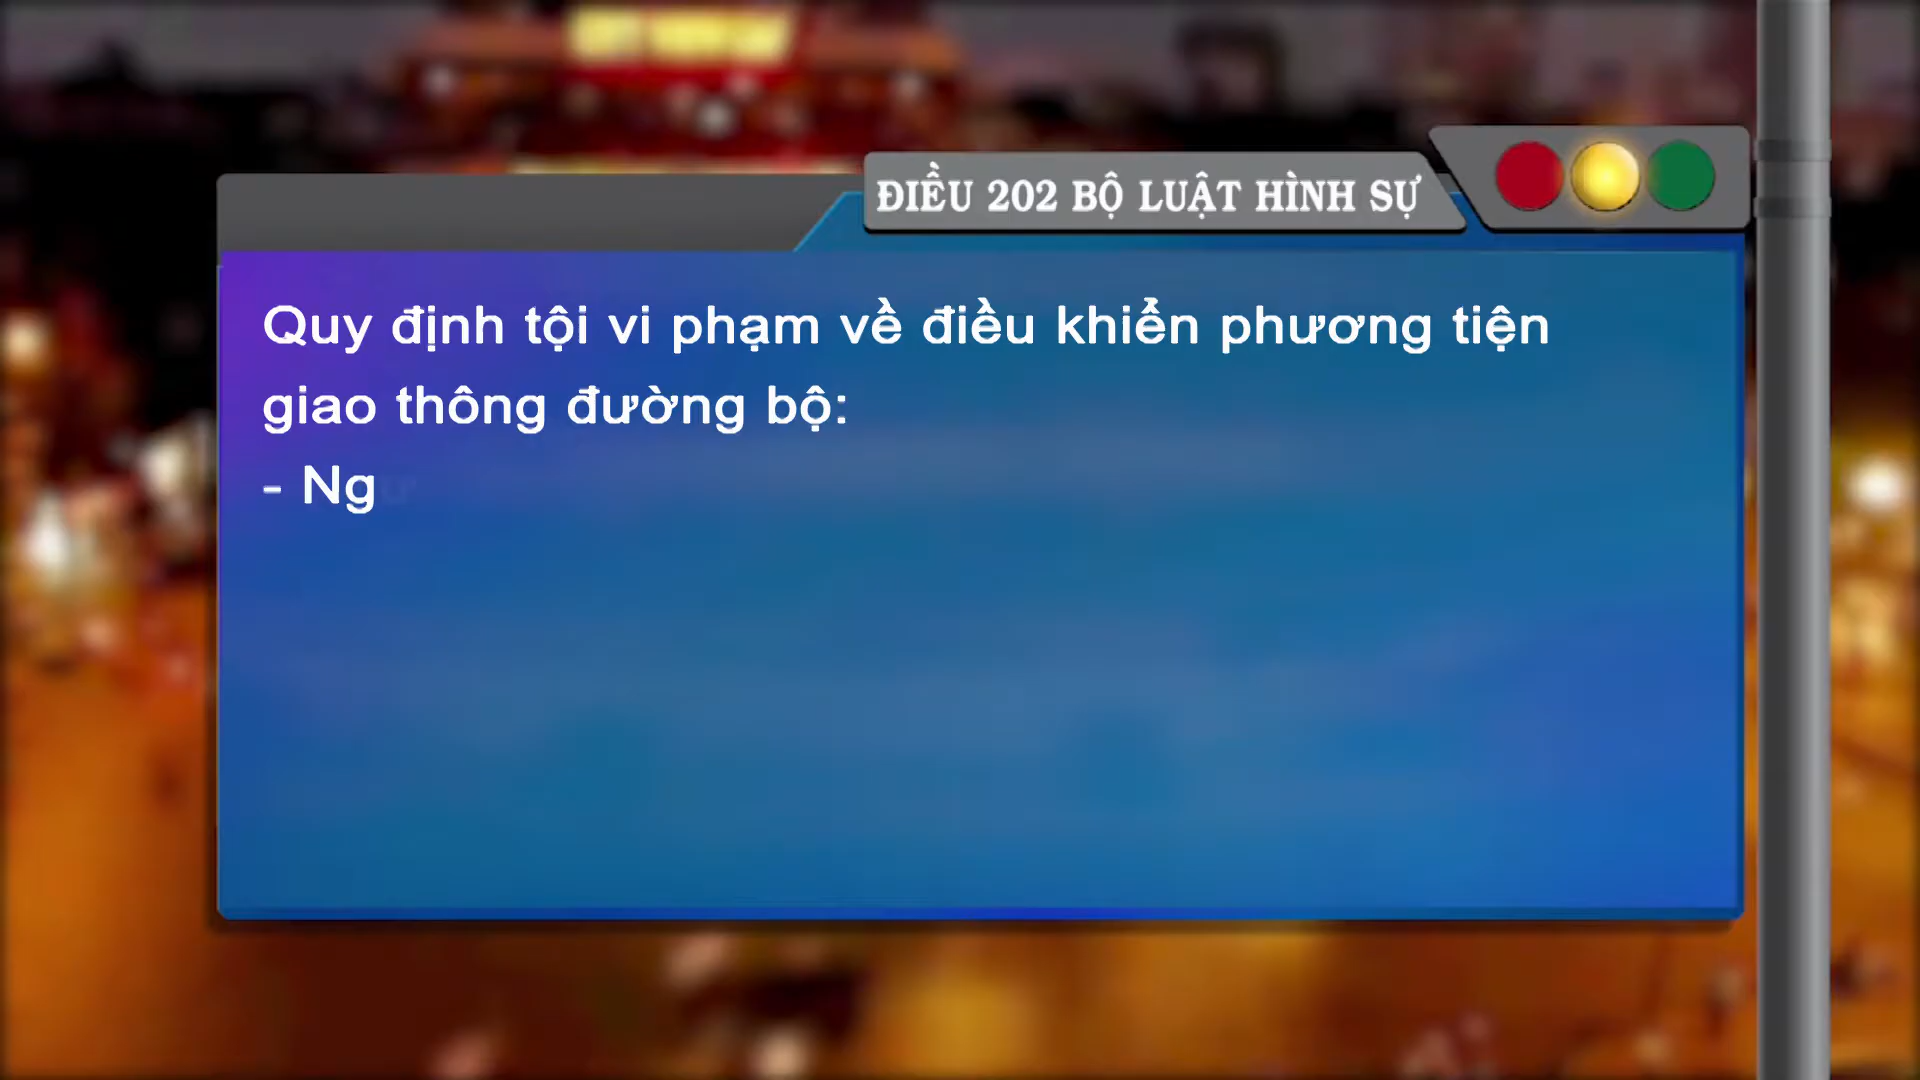 ĐIỀU 202 BỘ LUẬT HÌNH SỰ
Quy định tội vi phạm về điều khiển phương tiện
giao thông đường bộ:
- Ng